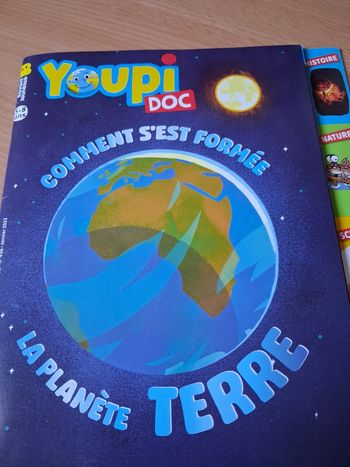 Youpi
DOC
COMMENT S'EST FORMÉE
LA PLANÈTE
TERRE
HISTOIRE
NATURE